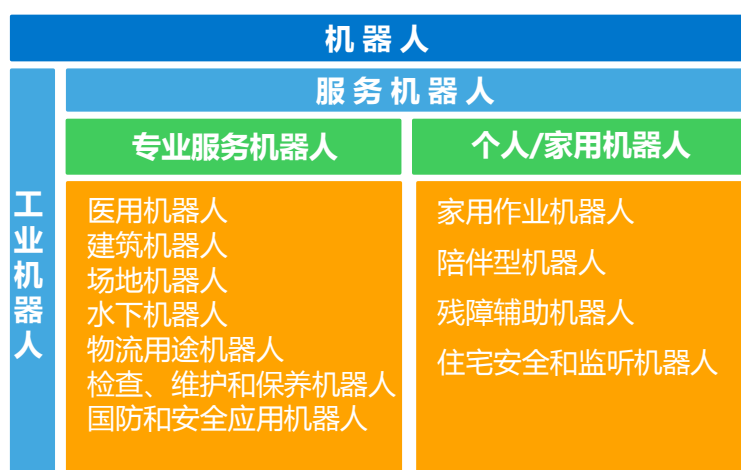 机器人
服务机器人
专业服务机器人
个人/家用机器人
工业机器人
医用机器人
建筑机器人
场地机器人
水下机器人
物流用途机器人
检查、维护和保养机器人
国防和安全应用机器人
家用作业机器人
陪伴型机器人
残障辅助机器人
住宅安全和监听机器人